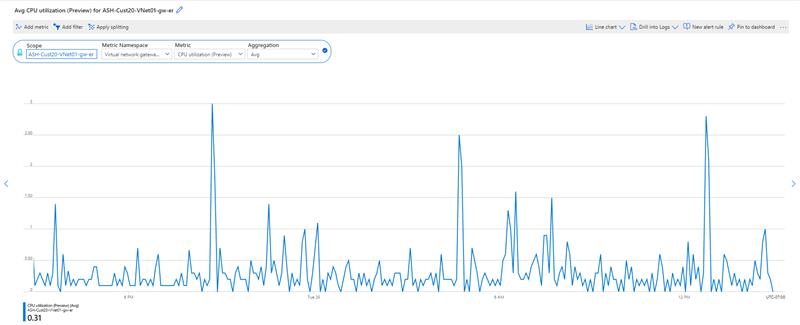 Avg CPU utilization (Preview) for ASH-Cust20-VNet01-gw-er
Add metric Add filter Apply splitting Line chart Drill into Logs New alert rule Pin to dashboard ...
Scope Metric Namespace Metric Aggregation
ASH-Cust20-VNet01-gw-er Virtual network gatewa... CPU utilization (Preview) Avg
3
2.50
2
1.50
1
0.50
0
6 PM Tue 25 6 AM 12 PM UTC-07:00
CPU utilization (Preview) (Avg)
ASH-Cust20-VNet01-gw-er
0.31